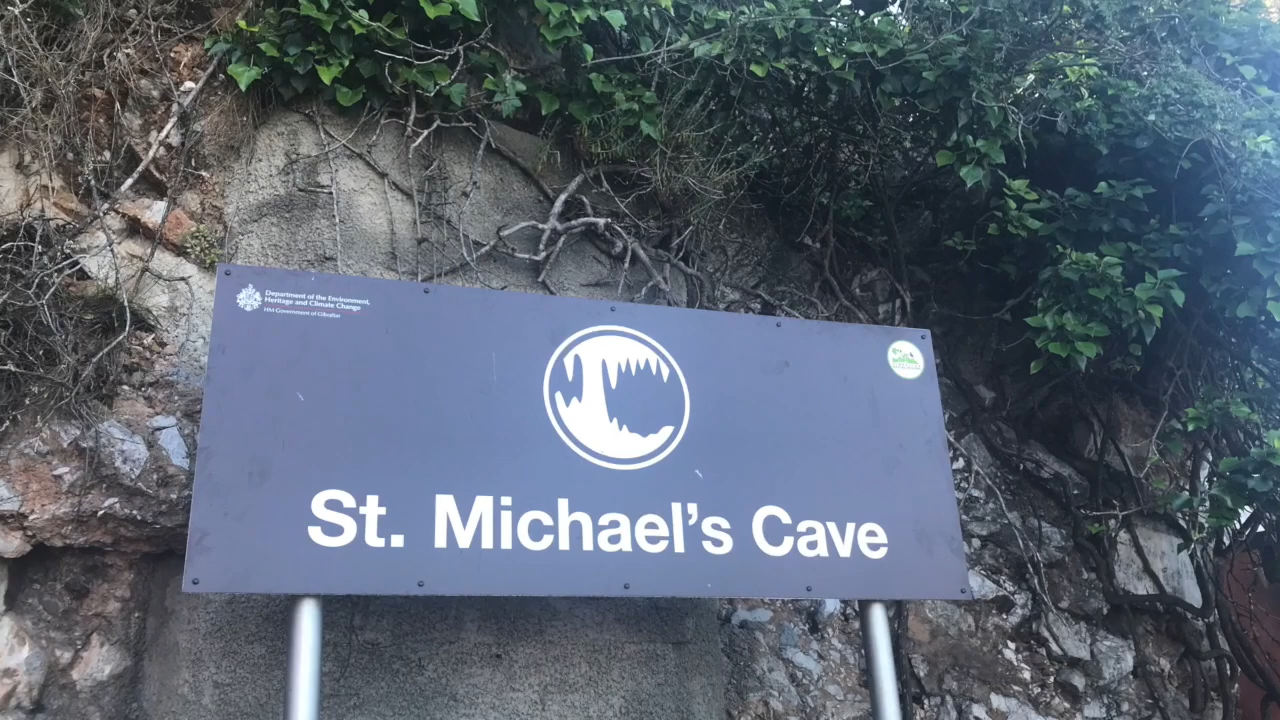 Department of the Environment,
Heritage and Climate Change
HM Government of Gibraltar
St. Michael's Cave